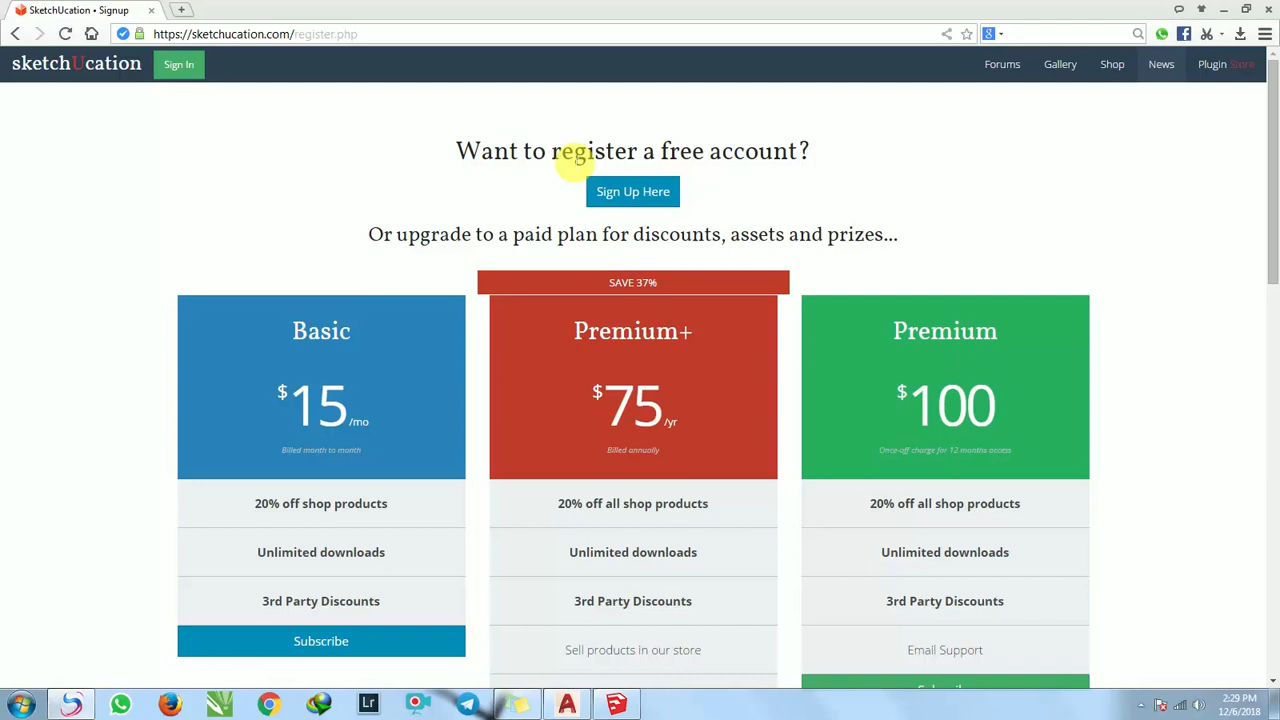 SketchUcation • Signup
https://sketchucation.com/register.php
sketchUcation
Sign In
Forums
Gallery
Shop
News
Plugin Store
Want to register a free account?
Sign Up Here
Or upgrade to a paid plan for discounts, assets and prizes...
SAVE 37%
Basic
$15/mo
Billed month to month
20% off shop products
Unlimited downloads
3rd Party Discounts
Subscribe
Premium+
$75/yr
Billed annually
20% off all shop products
Unlimited downloads
3rd Party Discounts
Sell products in our store
Premium
$100
Once-off charge for 12 months access
20% off all shop products
Unlimited downloads
3rd Party Discounts
Email Support
Lr
2:29 PM
12/6/2018